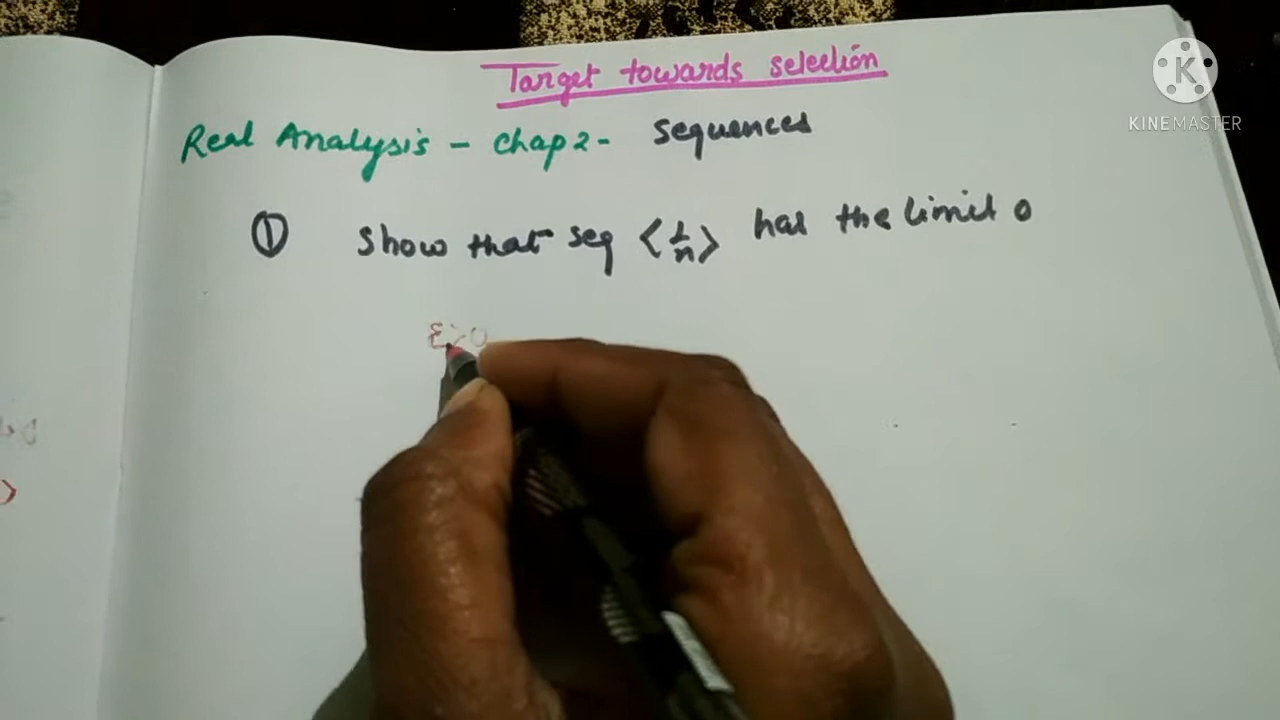 Target towards selection
KINEMASTER
Real Analysis - Chap 2 - Sequences
① Show that seq <1/n> has the limit 0
ε>0